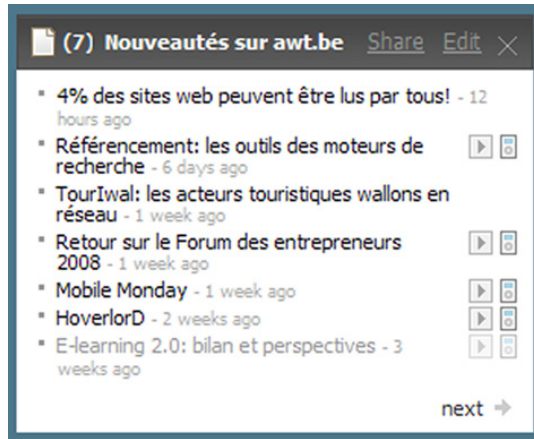 (7) Nouveautés sur awt.be Share Edit
4% des sites web peuvent être lus par tous! - 12
hours ago
Référencement: les outils des moteurs de
recherche - 6 days ago
TourIwal: les acteurs touristiques wallons en
réseau - 1 week ago
Retour sur le Forum des entrepreneurs
2008 - 1 week ago
Mobile Monday - 1 week ago
HoverlorD - 2 weeks ago
E-learning 2.0: bilan et perspectives - 3
weeks ago
next